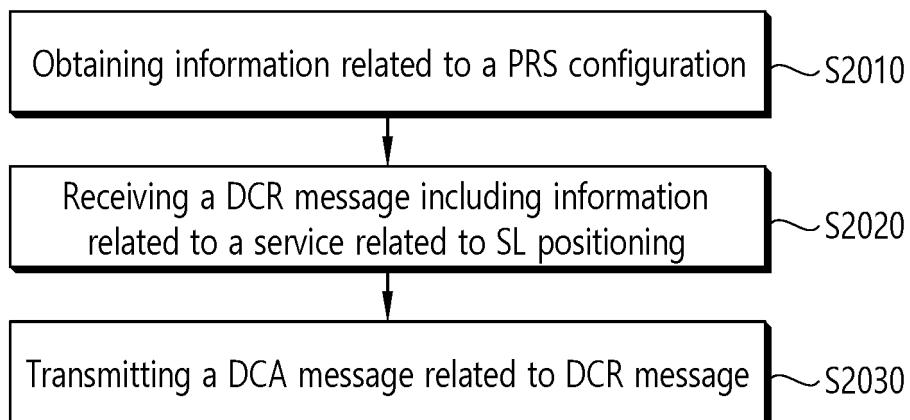 Obtaining information related to a PRS configuration
S2010
Receiving a DCR message including information
related to a service related to SL positioning
S2020
Transmitting a DCA message related to DCR message
S2030